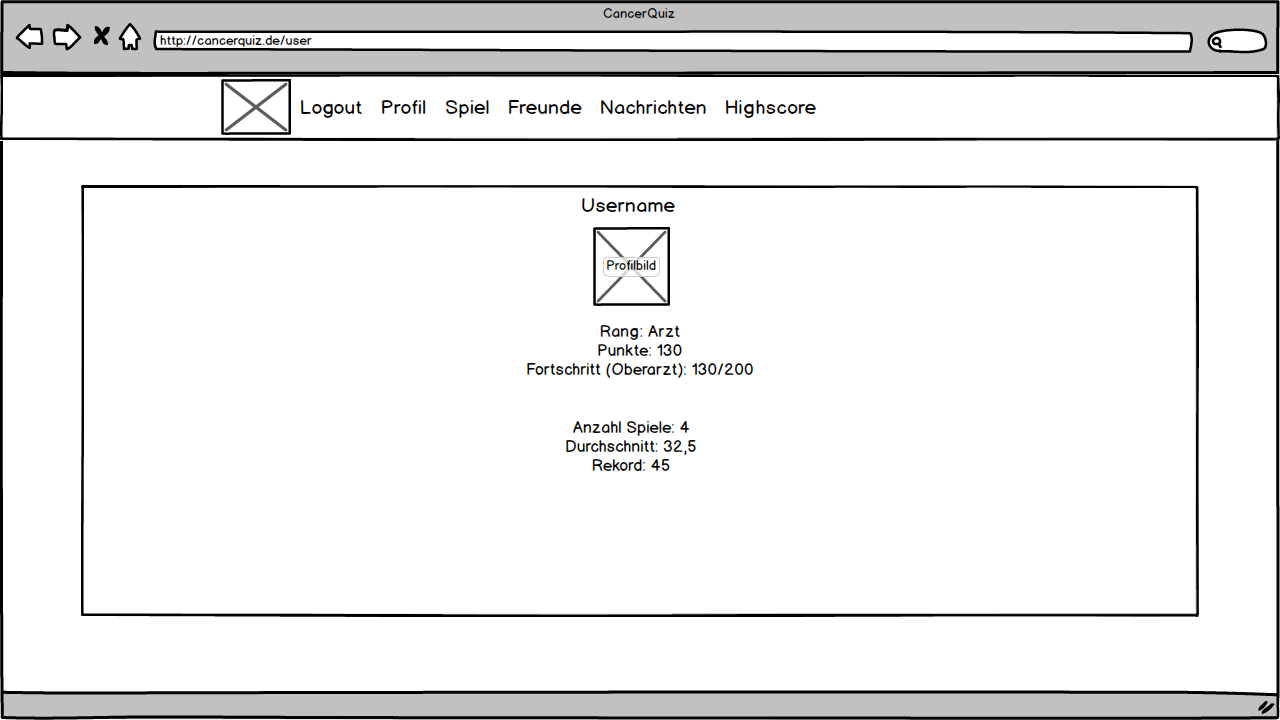 CancerQuiz
http://cancerquiz.de/user
Logout Profil Spiel Freunde Nachrichten Highscore
Username
Profilbild
Rang: Arzt
Punkte: 130
Fortschritt (Oberarzt): 130/200
Anzahl Spiele: 4
Durchschnitt: 32,5
Rekord: 45